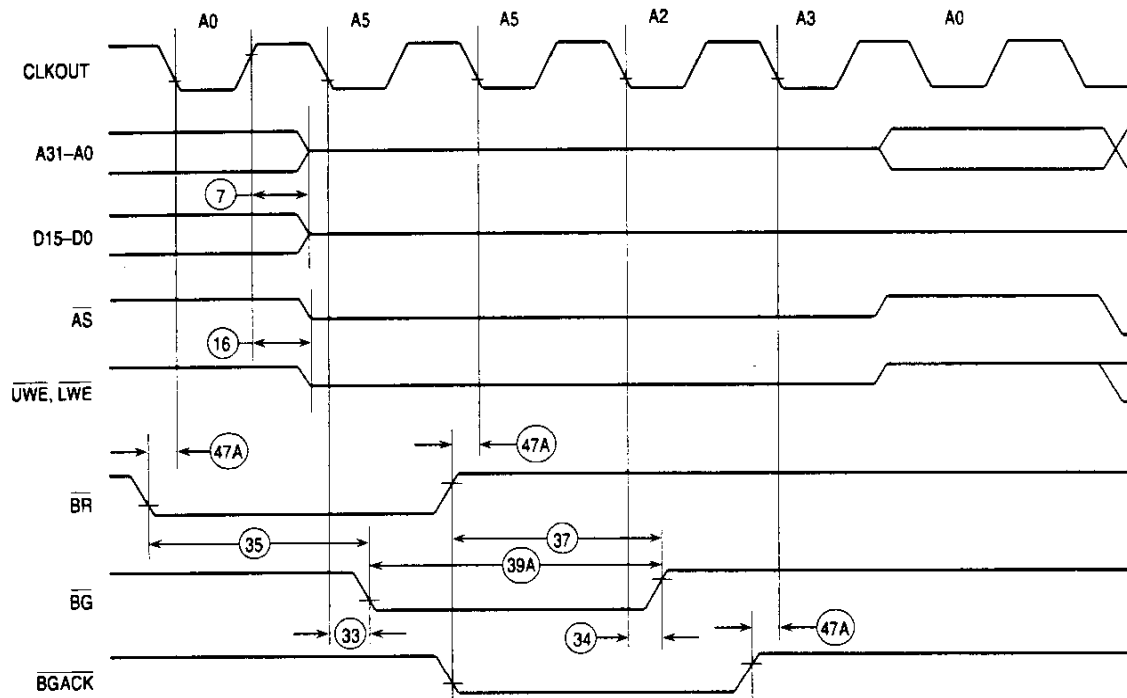 A0 A5 A5 A2 A3 A0
CLKOUT
A31–A0
7
D15–D0
AS
16
UWE, LWE
47A 47A
BR
35 37
39A
BG
33 34 47A
BGACK